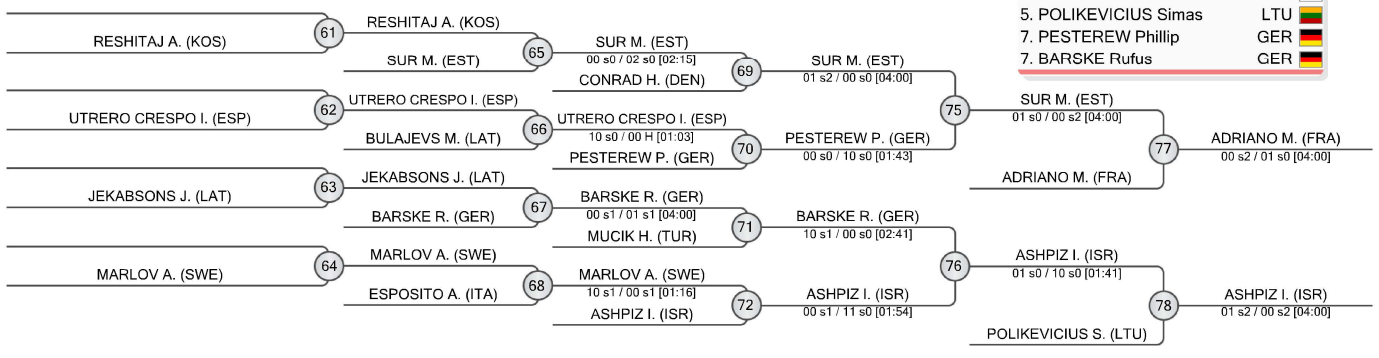 5. POLIKEVICIUS Simas LTU
7. PESTEREW Phillip GER
7. BARSKE Rufus GER
RESHITAJ A. (KOS)
61
RESHITAJ A. (KOS)
SUR M. (EST)
65
SUR M. (EST)
00 s0 / 02 s0 [02:15]
CONRAD H. (DEN)
69
SUR M. (EST)
01 s2 / 00 s0 [04:00]
UTRERO CRESPO I. (ESP)
62
UTRERO CRESPO I. (ESP)
BULAJEVS M. (LAT)
66
UTRERO CRESPO I. (ESP)
10 s0 / 00 H [01:03]
PESTEREW P. (GER)
70
PESTEREW P. (GER)
00 s0 / 10 s0 [01:43]
75
SUR M. (EST)
01 s0 / 00 s2 [04:00]
ADRIANO M. (FRA)
77
ADRIANO M. (FRA)
00 s2 / 01 s0 [04:00]
JEKABSONS J. (LAT)
63
JEKABSONS J. (LAT)
BARSKE R. (GER)
67
BARSKE R. (GER)
00 s1 / 01 s1 [04:00]
MUCIK H. (TUR)
71
BARSKE R. (GER)
10 s1 / 00 s0 [02:41]
MARLOV A. (SWE)
64
MARLOV A. (SWE)
ESPOSITO A. (ITA)
68
MARLOV A. (SWE)
10 s1 / 00 s1 [01:16]
ASHPIZ I. (ISR)
72
ASHPIZ I. (ISR)
00 s1 / 11 s0 [01:54]
76
ASHPIZ I. (ISR)
01 s0 / 10 s0 [01:41]
POLIKEVICIUS S. (LTU)
78
ASHPIZ I. (ISR)
01 s2 / 00 s2 [04:00]